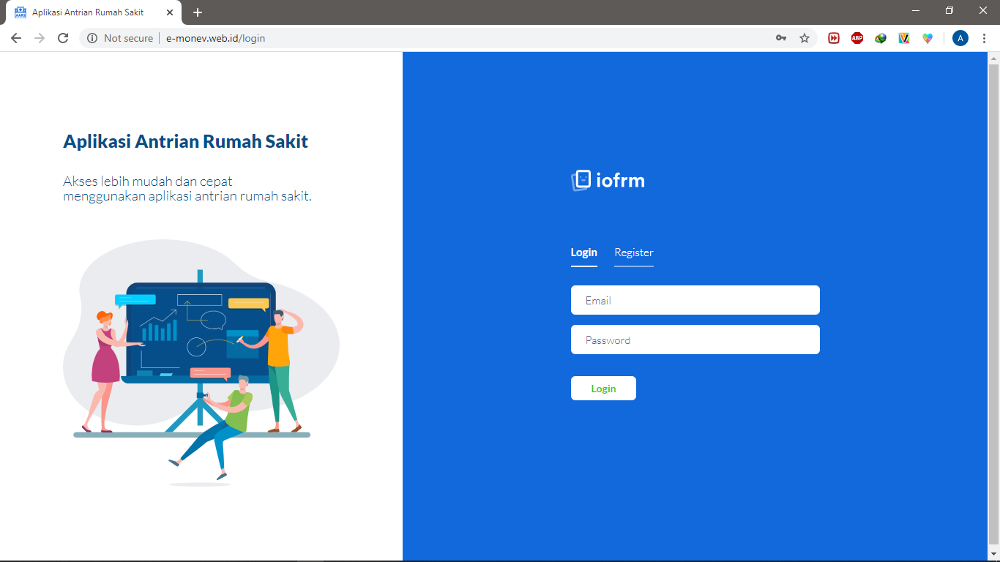 Aplikasi Antrian Rumah Sakit
Not secure
e-monev.web.id/login
ABP
A
Aplikasi Antrian Rumah Sakit
Akses lebih mudah dan cepat
menggunakan aplikasi antrian rumah sakit.
iofrm
Login
Register
Email
Password
Login